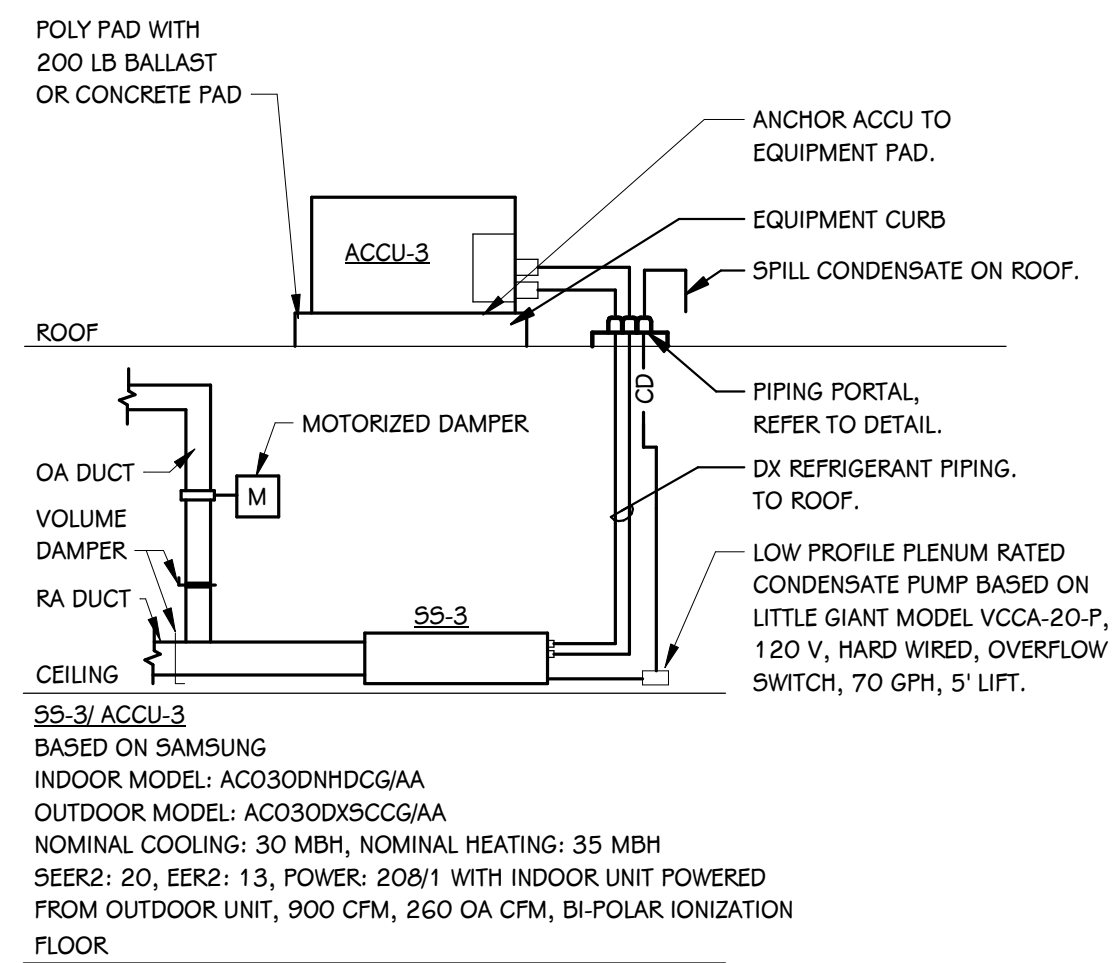 POLY PAD WITH
200 LB BALLAST
OR CONCRETE PAD
ANCHOR ACCU TO
EQUIPMENT PAD.
ACCU-3
EQUIPMENT CURB
SPILL CONDENSATE ON ROOF.
ROOF
CD
PIPING PORTAL,
REFER TO DETAIL.
MOTORIZED DAMPER
OA DUCT
M
DX REFRIGERANT PIPING.
TO ROOF.
VOLUME
DAMPER
RA DUCT
SS-3
LOW PROFILE PLENUM RATED
CONDENSATE PUMP BASED ON
LITTLE GIANT MODEL VCCA-20-P,
120 V, HARD WIRED, OVERFLOW
SWITCH, 70 GPH, 5' LIFT.
CEILING
SS-3/ ACCU-3
BASED ON SAMSUNG
INDOOR MODEL: AC030DNHDCG/AA
OUTDOOR MODEL: AC030DXSCCG/AA
NOMINAL COOLING: 30 MBH, NOMINAL HEATING: 35 MBH
SEER2: 20, EER2: 13, POWER: 208/1 WITH INDOOR UNIT POWERED
FROM OUTDOOR UNIT, 900 CFM, 260 OA CFM, BI-POLAR IONIZATION
FLOOR